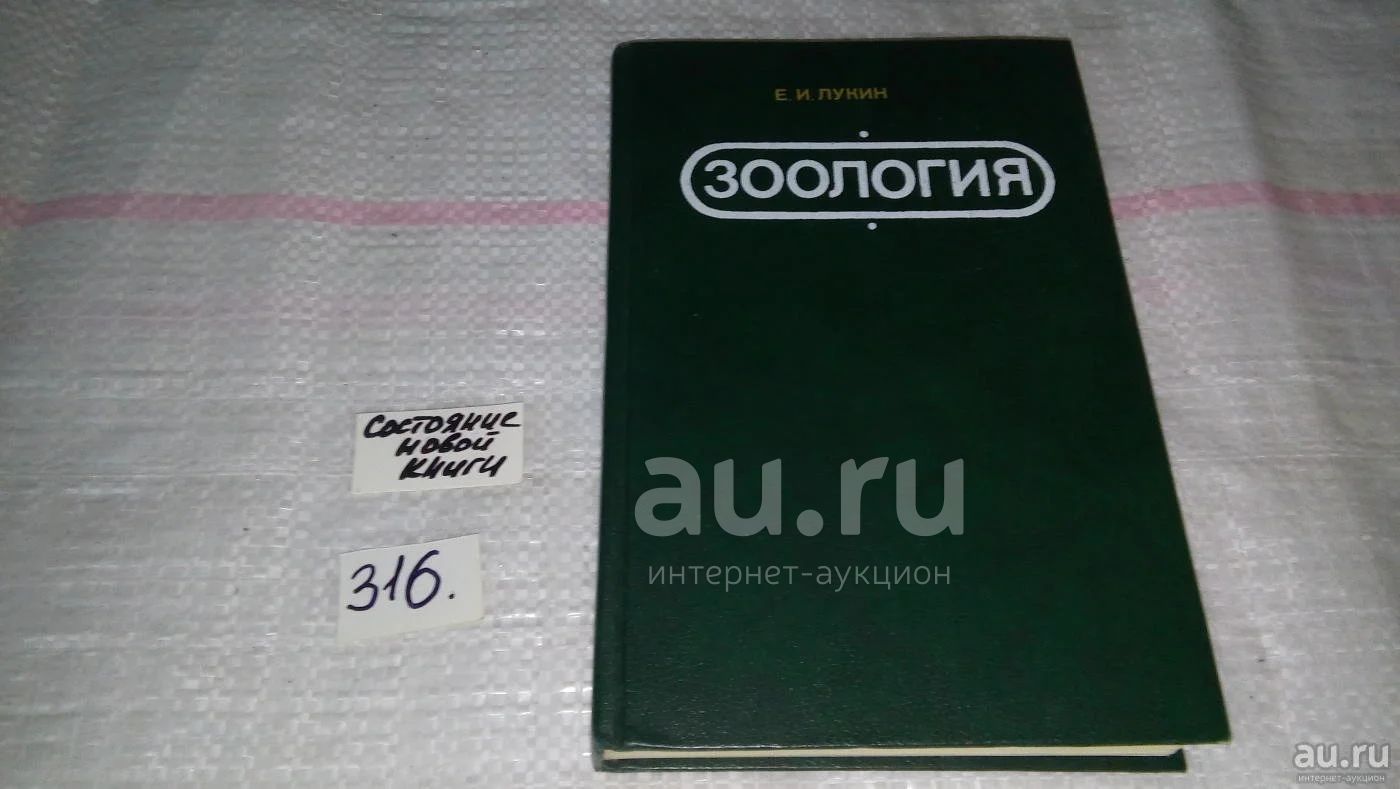 Е. И. ЛУКИН
ЗООЛОГИЯ
Состояние
новой
книги
316.
au.ru
интернет-аукцион
au.ru
интернет-аукцион